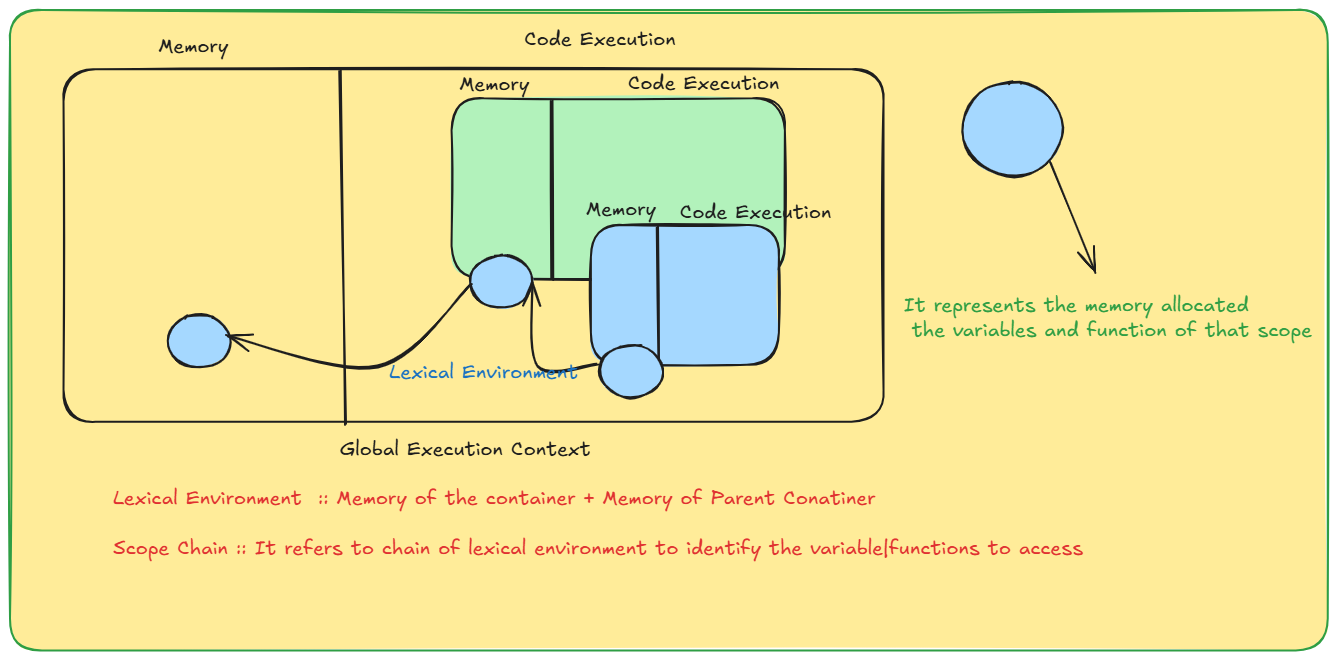 Memory
Code Execution
Memory
Code Execution
Memory
Code Execution
It represents the memory allocated
the variables and function of that scope
Lexical Environment
Global Execution Context
Lexical Environment :: Memory of the container + Memory of Parent Conatiner
Scope Chain :: It refers to chain of lexical environment to identify the variable|functions to access